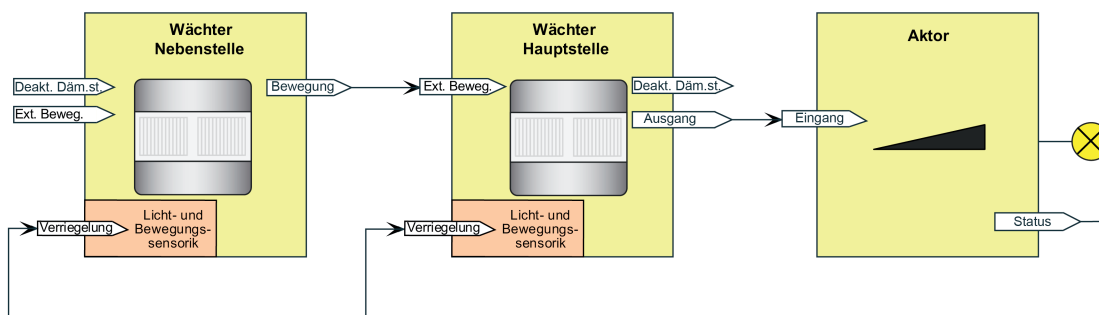 Wächter
Nebenstelle
Deakt. Däm.st.
Ext. Beweg.
Bewegung
Verriegelung
Licht- und
Bewegungs-
sensorik
Wächter
Hauptstelle
Ext. Beweg.
Deakt. Däm.st.
Ausgang
Verriegelung
Licht- und
Bewegungs-
sensorik
Aktor
Eingang
Status